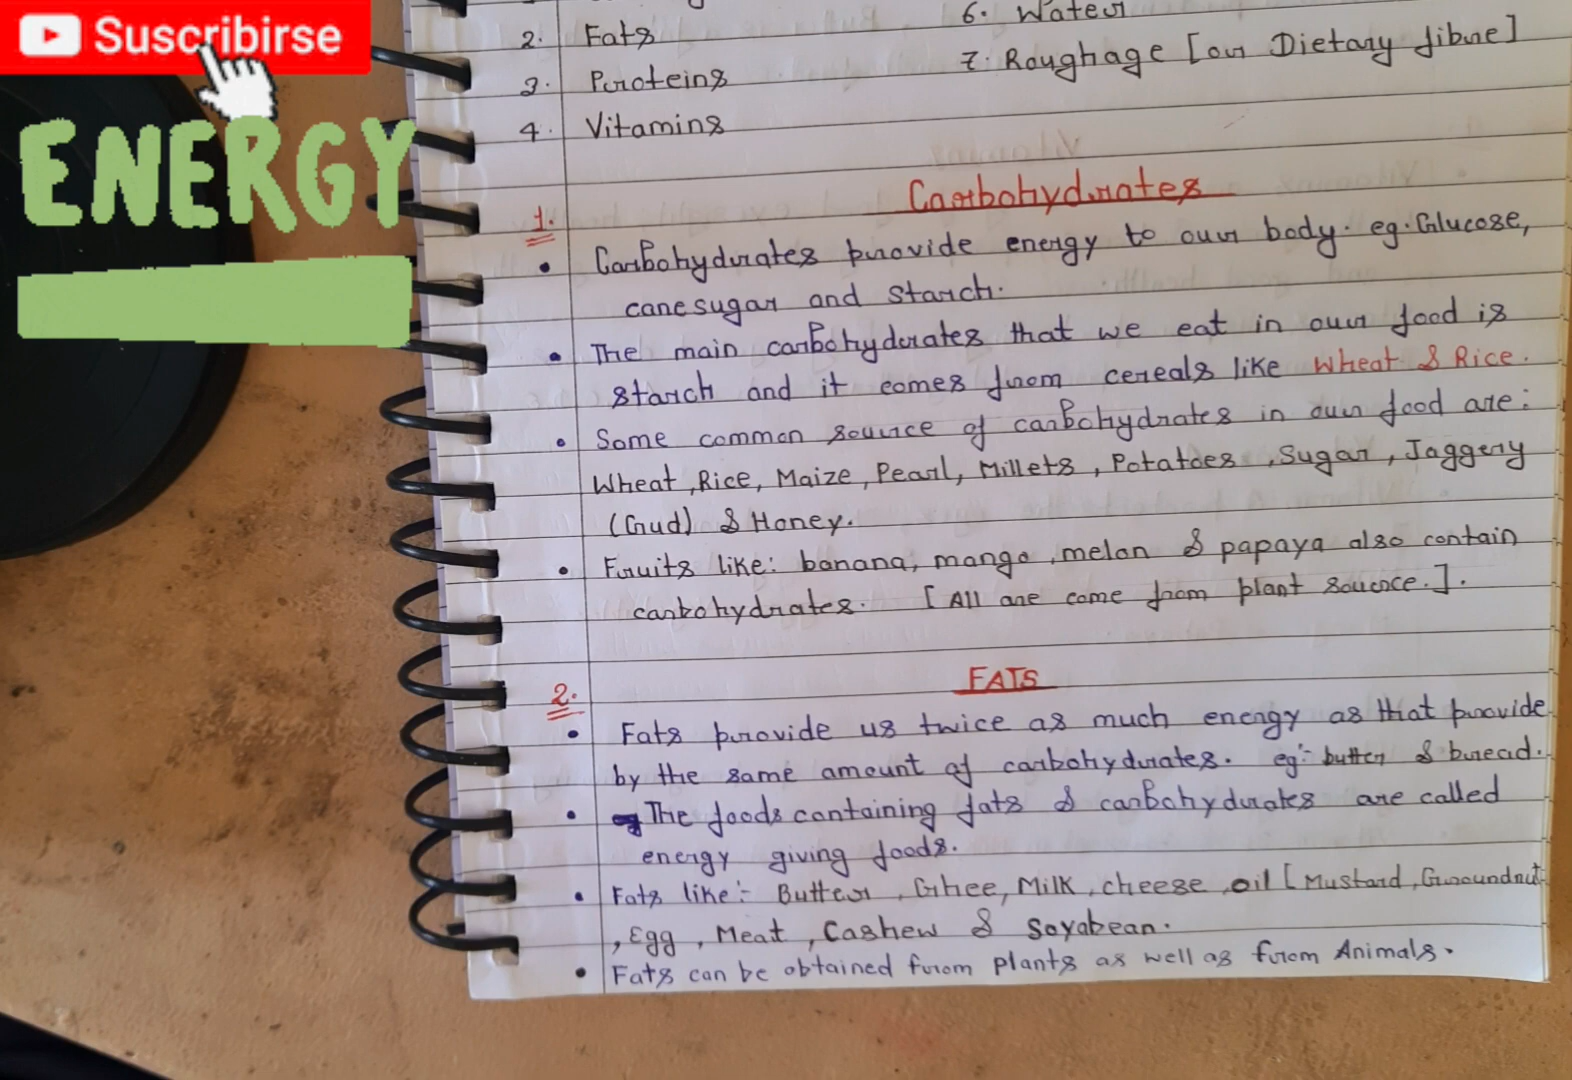 Suscribirse
ENERGY
6. Water
2. Fats
7. Roughage [or Dietary fibre]
3. Proteins
4. Vitamins
Carbohydrates
1.
• Carbohydrates provide energy to our body. eg. Glucose,
cane sugar and starch.
• The main carbohydrates that we eat in our food is
starch and it comes from cereals like Wheat & Rice.
• Some common source of carbohydrates in our food are:
Wheat, Rice, Maize, Pearl, Millets, Potatoes, Sugar, Jaggery
(Gud) & Honey.
• Fruits like: banana, mango, melon & papaya also contain
carbohydrates. [All are come from plant source.].
FATS
2.
• Fats provide us twice as much energy as that provide
by the same amount of carbohydrates. eg:- butter & bread.
• The foods containing fats & carbohydrates are called
energy giving foods.
• Fats like:- Butter, Ghee, Milk, cheese, oil [Mustard, Groundnut
, Egg, Meat, Cashew & Soyabean.
• Fats can be obtained from plants as well as from Animals.